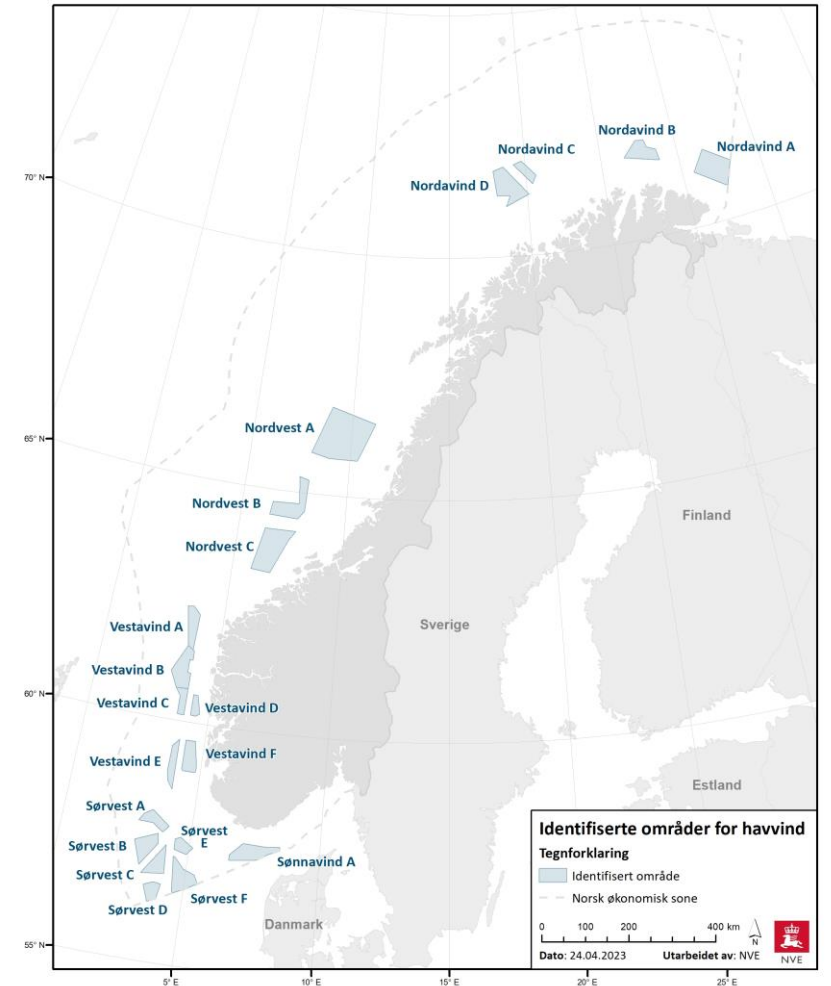 Nordavind B
Nordavind C
Nordavind A
70° N
Nordavind D
Nordvest A
65° N
Nordvest B
Finland
Nordvest C
Vestavind A
Sverige
Vestavind B
60° N
Vestavind C
Vestavind D
Vestavind E
Vestavind F
Estland
Sørvest A
Sørvest
E
Sørvest B
Sønnavind A
Sørvest C
Sørvest F
Sørvest D
Danmark
55° N
Identifiserte områder for havvind
Tegnforklaring
Identifisert område
Norsk økonomisk sone
0 100 200 400 km
N
Dato: 24.04.2023 Utarbeidet av: NVE
NVE
5° E 10° E 15° E 20° E 25° E